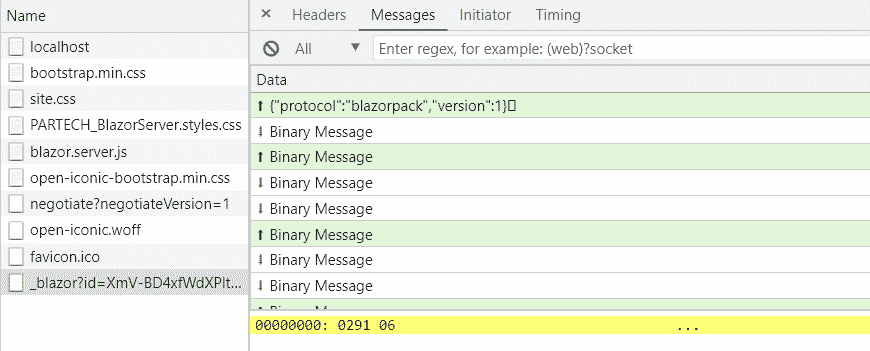 Name
localhost
bootstrap.min.css
site.css
PARTECH_BlazorServer.styles.css
blazor.server.js
open-iconic-bootstrap.min.css
negotiate?negotiateVersion=1
open-iconic.woff
favicon.ico
_blazor?id=XmV-BD4xfWdXPIt...
× Headers Messages Initiator Timing
All ▼ Enter regex, for example: (web)?socket
Data
⬆ {"protocol":"blazorpack","version":1}▯
⬇ Binary Message
⬆ Binary Message
⬇ Binary Message
⬇ Binary Message
⬆ Binary Message
⬇ Binary Message
⬇ Binary Message
00000000: 0291 06 ...